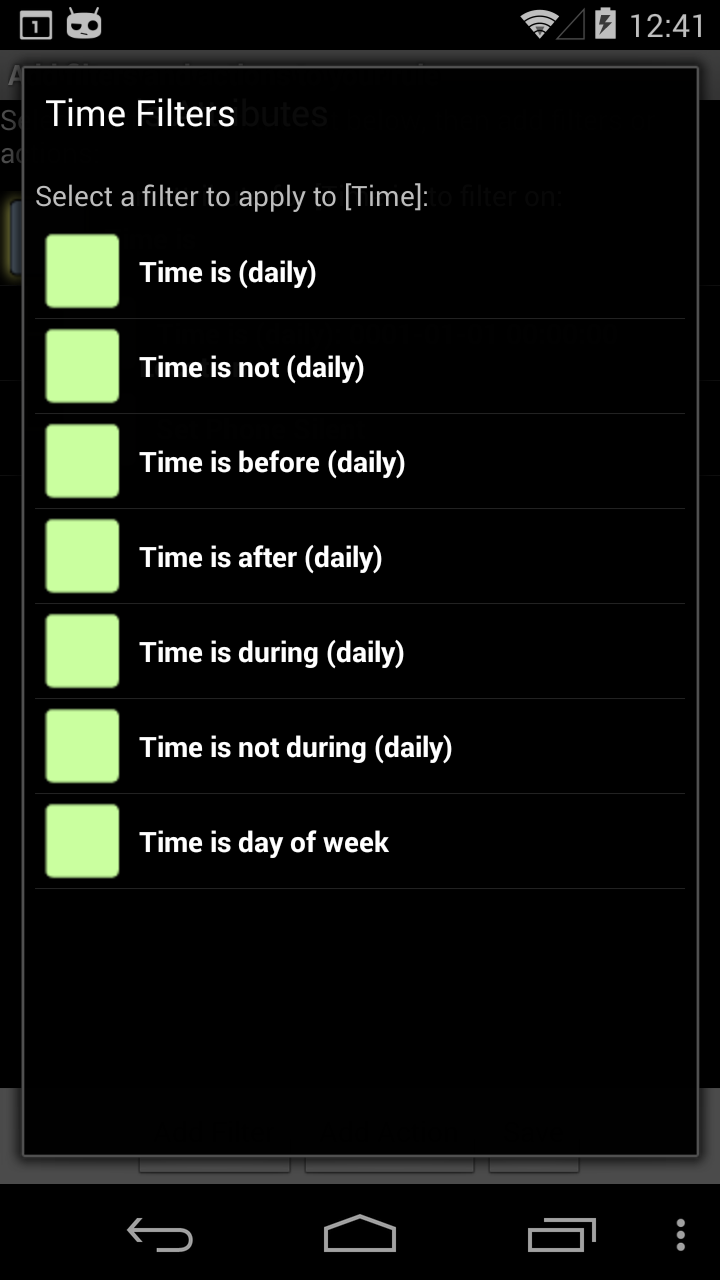 1
12:41
Time Filters
Select a filter to apply to [Time]:
Time is (daily)
Time is not (daily)
Time is before (daily)
Time is after (daily)
Time is during (daily)
Time is not during (daily)
Time is day of week